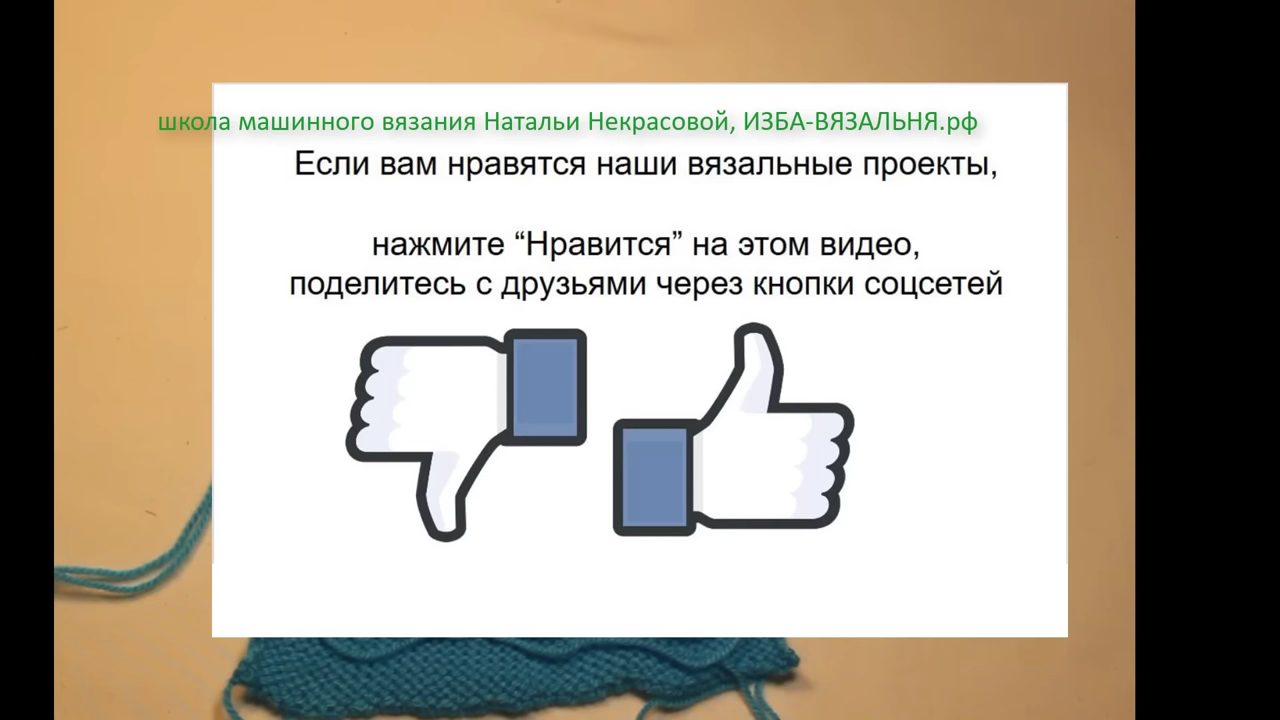 школа машинного вязания Натальи Некрасовой, ИЗБА-ВЯЗАЛЬНЯ.рф
Если вам нравятся наши вязальные проекты,
нажмите “Нравится” на этом видео,
поделитесь с друзьями через кнопки соцсетей